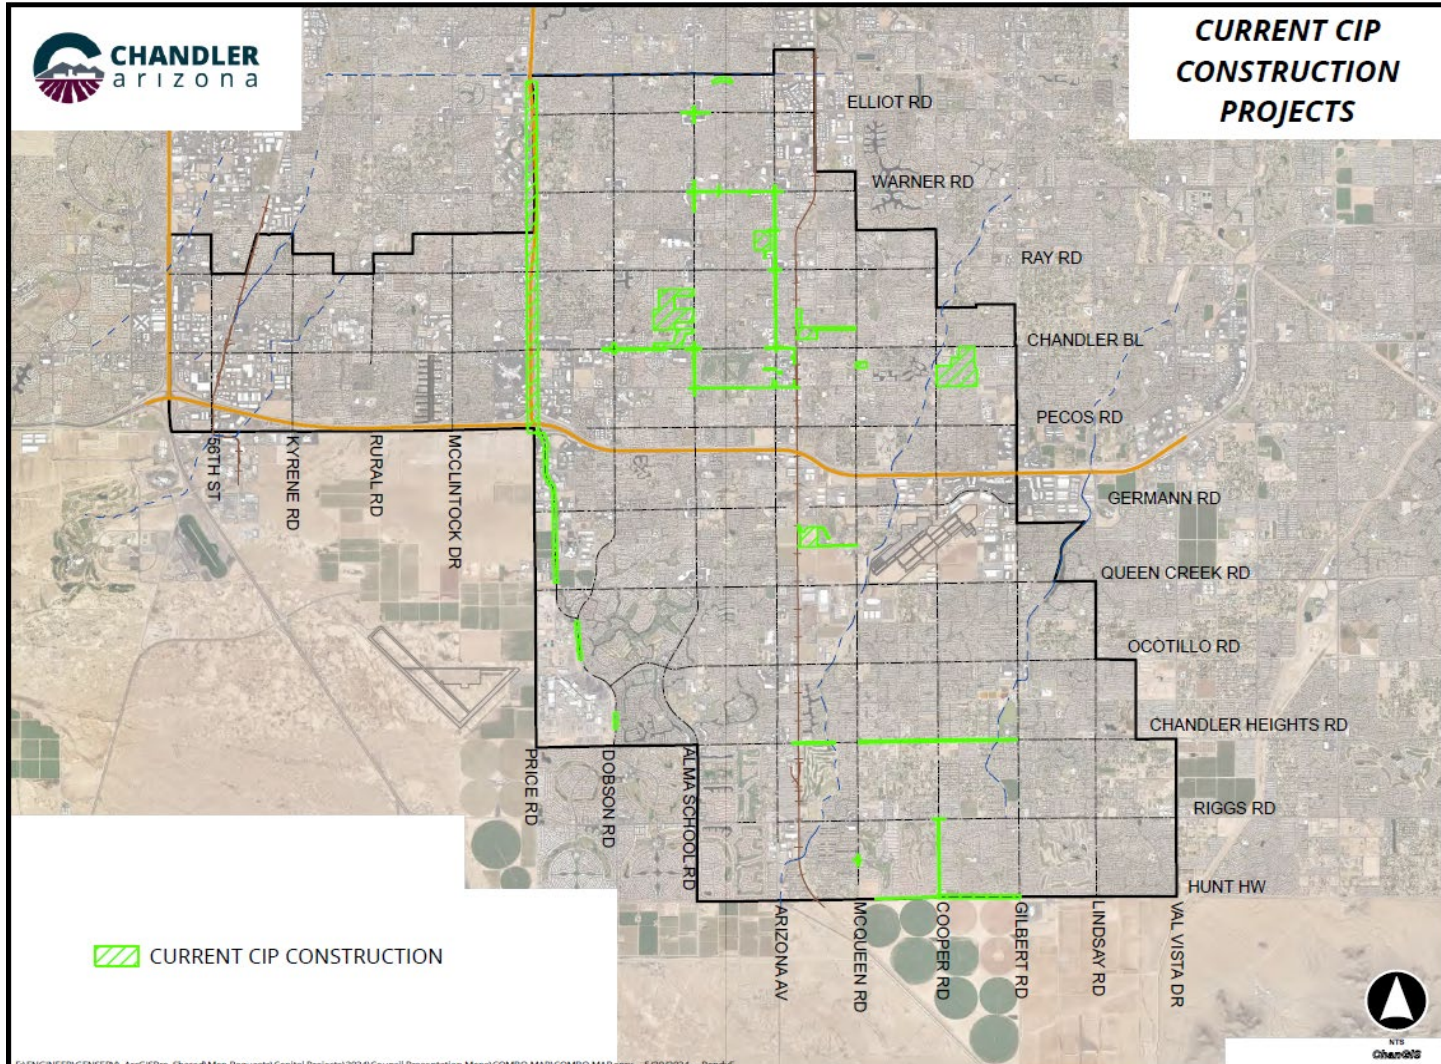 CHANDLER
arizona
CURRENT CIP
CONSTRUCTION
PROJECTS
ELLIOT RD
WARNER RD
RAY RD
CHANDLER BL
PECOS RD
GERMANN RD
QUEEN CREEK RD
OCOTILLO RD
CHANDLER HEIGHTS RD
RIGGS RD
HUNT HW
56TH ST
KYRENE RD
RURAL RD
MCCLINTOCK DR
PRICE RD
DOBSON RD
ALMA SCHOOL RD
ARIZONA AV
MCQUEEN RD
COOPER RD
GILBERT RD
LINDSAY RD
VAL VISTA DR
CURRENT CIP CONSTRUCTION
NTS
ChanGIS